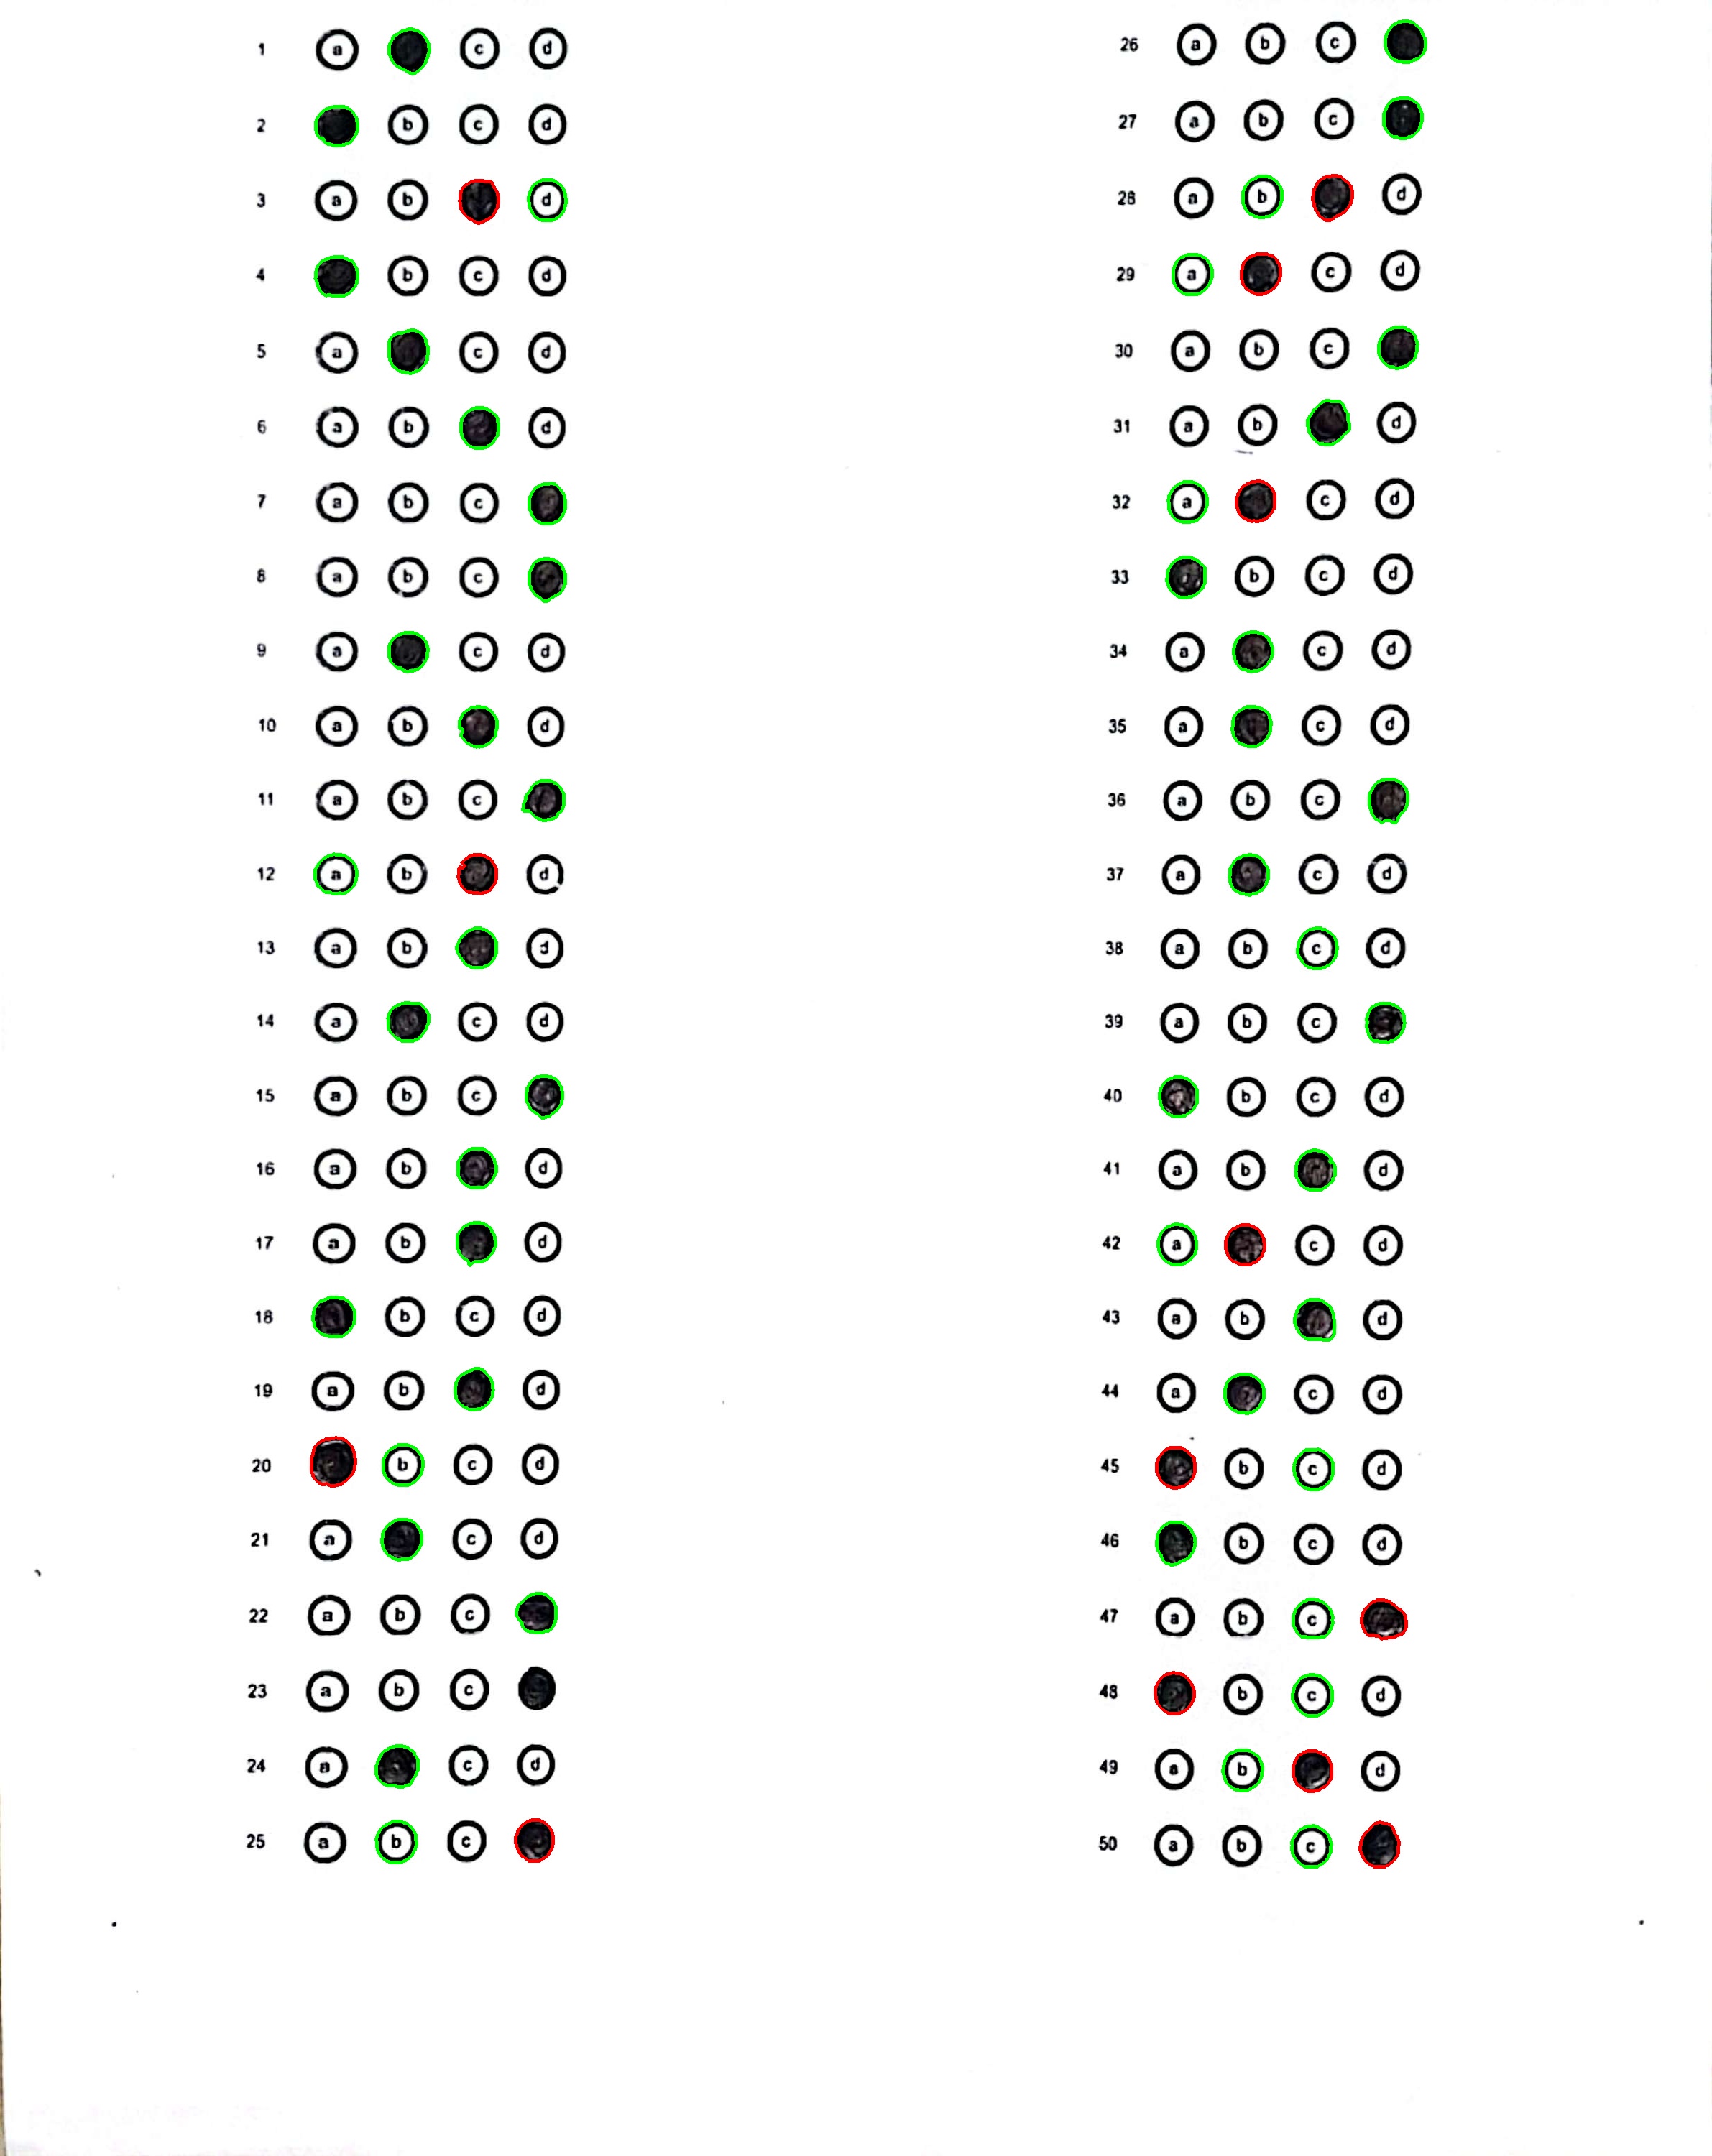 1 a c d
2 b c d
3 a b d
4 b c d
5 a c d
6 a b d
7 a b c
8 a b c
9 a c d
10 a b d
11 a b c
12 a b d
13 a b d
14 a c d
15 a b c
16 a b d
17 a b d
18 b c d
19 a b d
20 b c d
21 a c d
22 a b c
23 a b c
24 a c d
25 a b c
26 a b c
27 a b c
28 a b d
29 a c d
30 a b c
31 a b d
32 a c d
33 b c d
34 a c d
35 a c d
36 a b c
37 a c d
38 a b c d
39 a b c
40 b c d
41 a b d
42 a c d
43 a b d
44 a c d
45 b c d
46 b c d
47 a b c
48 b c d
49 a b d
50 a b c